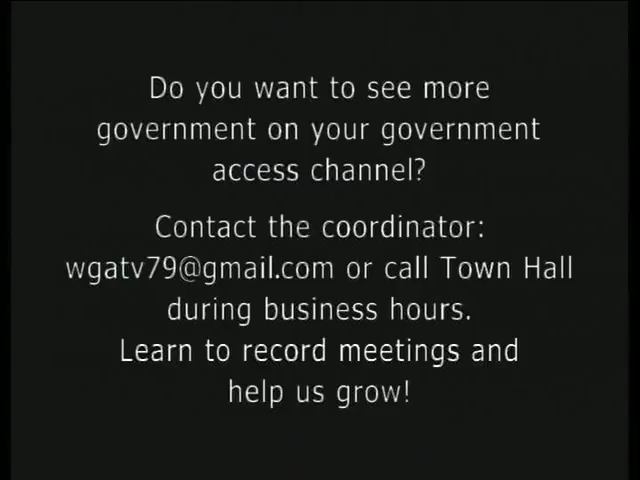 Do you want to see more
government on your government
access channel?
Contact the coordinator:
wgatv79@gmail.com or call Town Hall
during business hours.
Learn to record meetings and
help us grow!